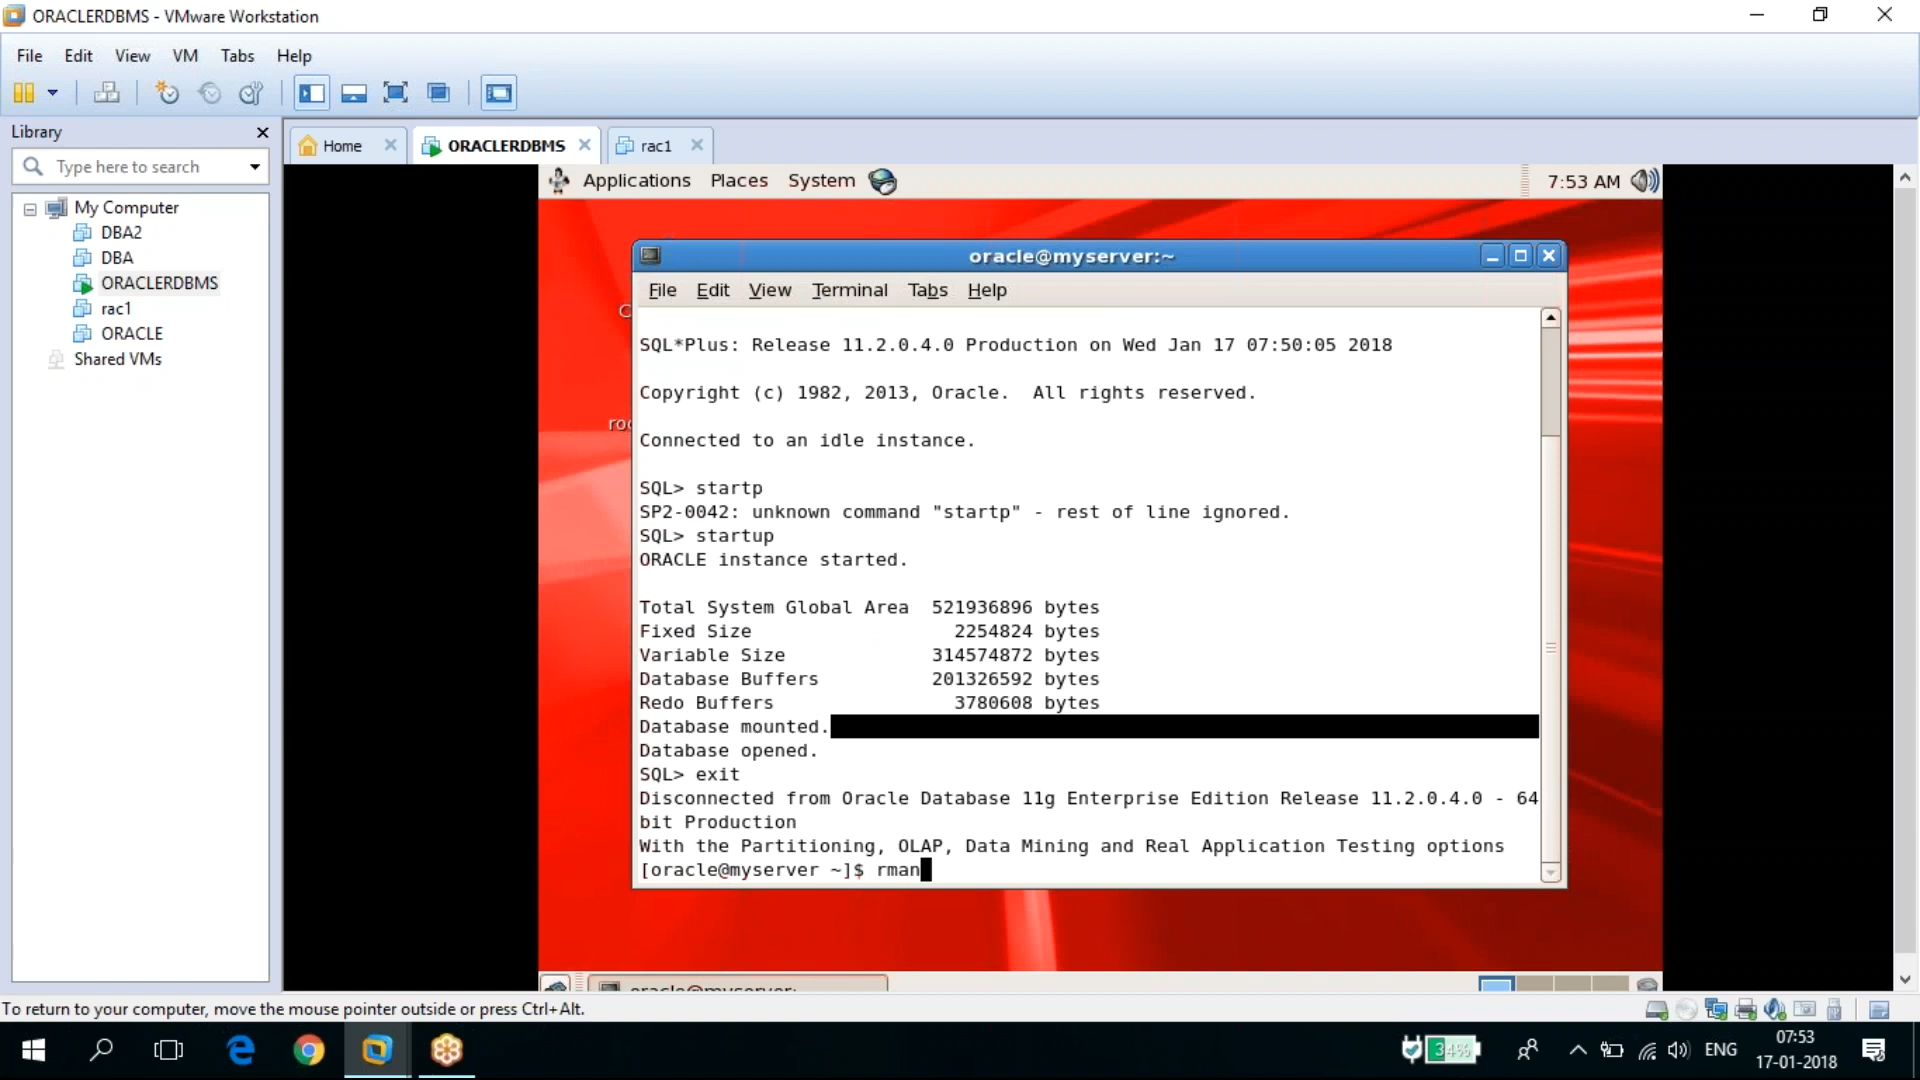 ORACLERDBMS - VMware Workstation
File Edit View VM Tabs Help
Library
Home ORACLERDBMS rac1
Type here to search
Applications Places System 7:53 AM
My Computer
DBA2
DBA
ORACLERDBMS
rac1
ORACLE
Shared VMs
oracle@myserver:~
File Edit View Terminal Tabs Help
SQL*Plus: Release 11.2.0.4.0 Production on Wed Jan 17 07:50:05 2018
Copyright (c) 1982, 2013, Oracle.  All rights reserved.
Connected to an idle instance.
SQL> startp
SP2-0042: unknown command "startp" - rest of line ignored.
SQL> startup
ORACLE instance started.
Total System Global Area  521936896 bytes
Fixed Size                  2254824 bytes
Variable Size             314574872 bytes
Database Buffers          201326592 bytes
Redo Buffers                3780608 bytes
Database mounted.
Database opened.
SQL> exit
Disconnected from Oracle Database 11g Enterprise Edition Release 11.2.0.4.0 - 64
bit Production
With the Partitioning, OLAP, Data Mining and Real Application Testing options
[oracle@myserver ~]$ rman
oracle@myserver:
To return to your computer, move the mouse pointer outside or press Ctrl+Alt.
34%
ENG
07:53
17-01-2018